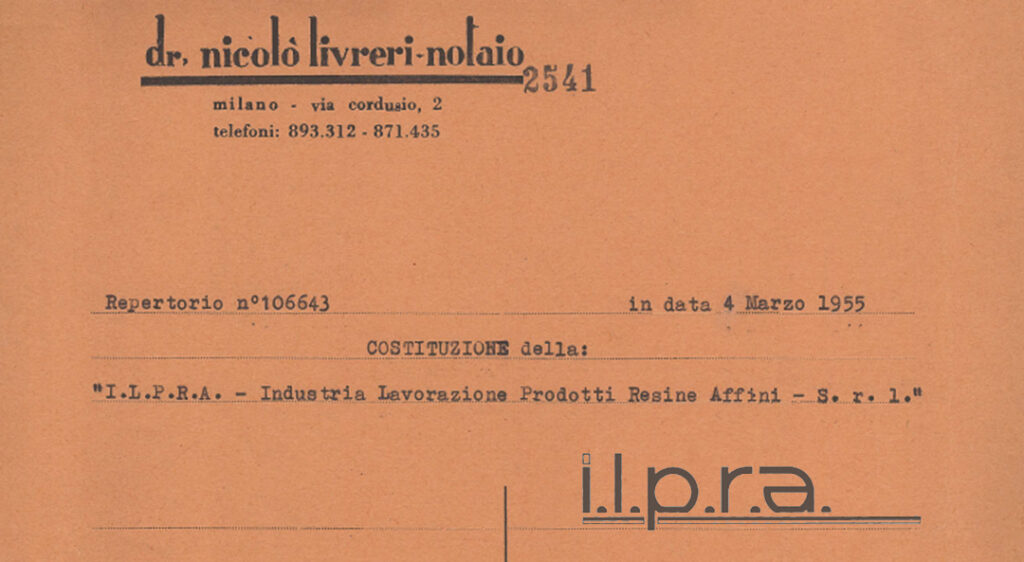 dr. nicolò livreri-notaio
2541
milano - via cordusio, 2
telefoni: 893.312 - 871.435
Repertorio n°106643 in data 4 Marzo 1955
COSTITUZIONE della:
"I.L.P.R.A. - Industria Lavorazione Prodotti Resine Affini - S. r. l."
i.l.p.r.a.